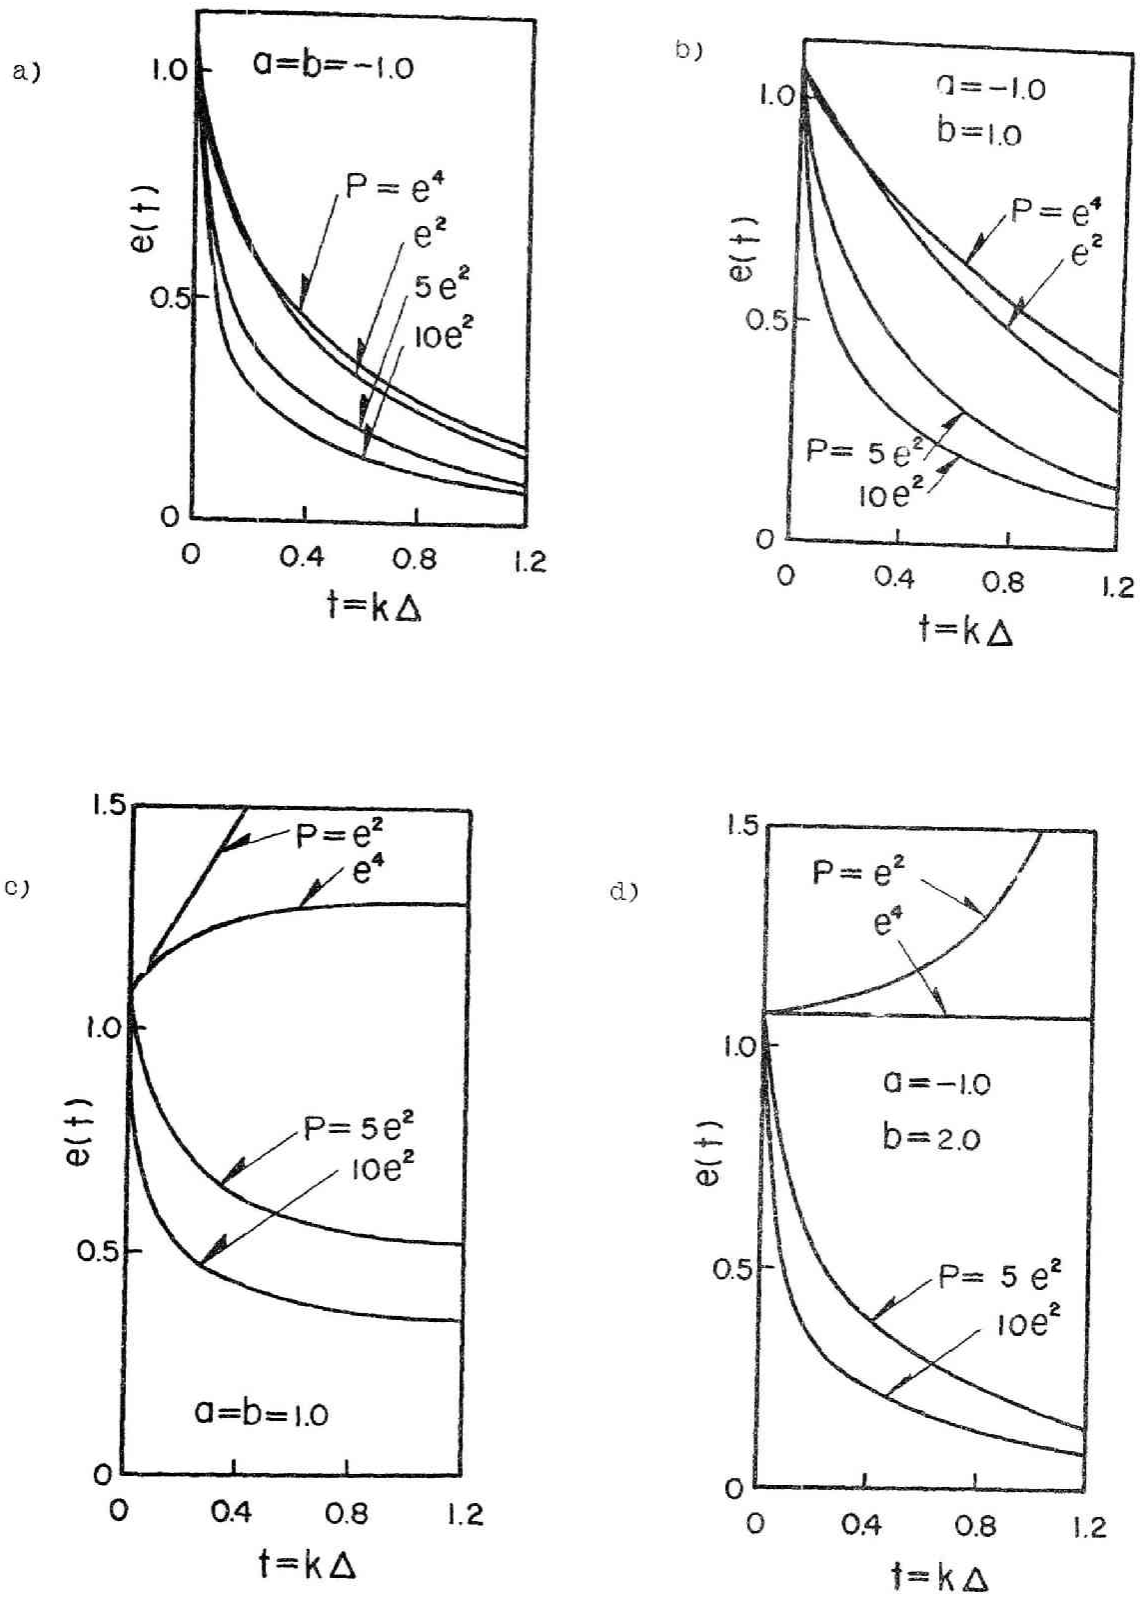 a)
1.0
a=b=-1.0
P = e⁴
e²
5e²
10e²
e(t)
0.5
0
0 0.4 0.8 1.2
t=kΔ
b)
1.0
a=-1.0
b=1.0
P=e⁴
e²
e(t)
0.5
P= 5e²
10e²
0
0 0.4 0.8 1.2
t=kΔ
c)
1.5
P=e²
e⁴
1.0
e(t)
P=5e²
10e²
0.5
a=b=1.0
0
0 0.4 0.8 1.2
t=kΔ
d)
1.5
P= e²
e⁴
1.0
a=-1.0
b=2.0
e(t)
0.5
P= 5 e²
10e²
0
0 0.4 0.8 1.2
t=kΔ